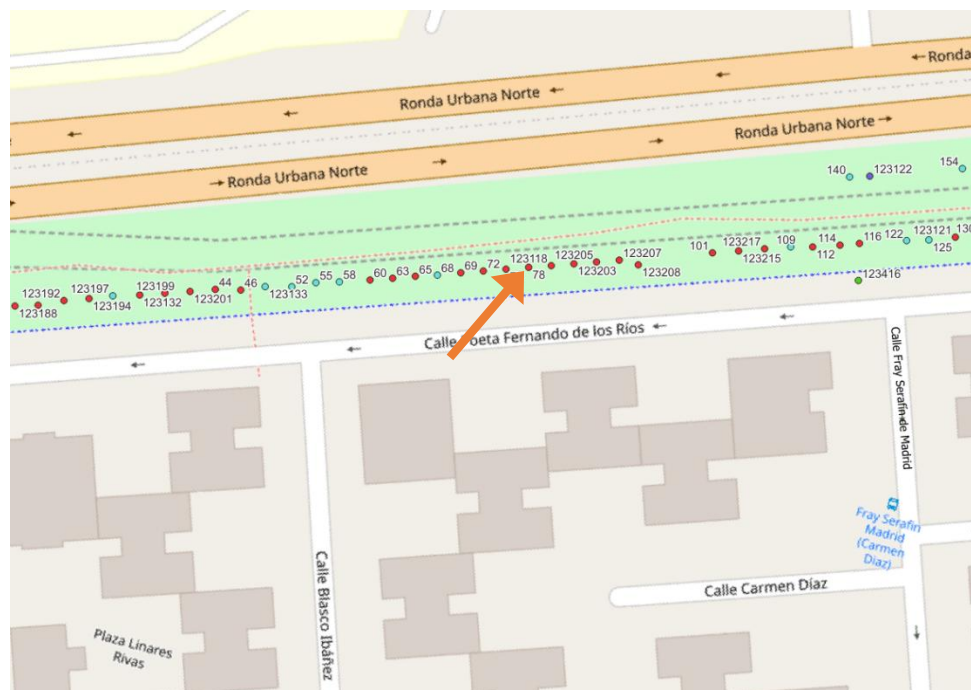 Ronda
Ronda Urbana Norte
Ronda Urbana Norte
Ronda Urbana Norte
140
123122
154
123192
123188
123197
123194
123199
123132
123201
44
46
123133
52
55
58
60
63
65
68
69
72
123118
78
123205
123203
123207
123208
101
123217
123215
109
114
112
116
122
123121
125
130
123416
Calle Poeta Fernando de los Ríos
Calle Fray Serafín de Madrid
Fray Serafín
Madrid
(Carmen
Díaz)
Calle Carmen Díaz
Calle Blasco Ibáñez
Plaza Linares
Rivas